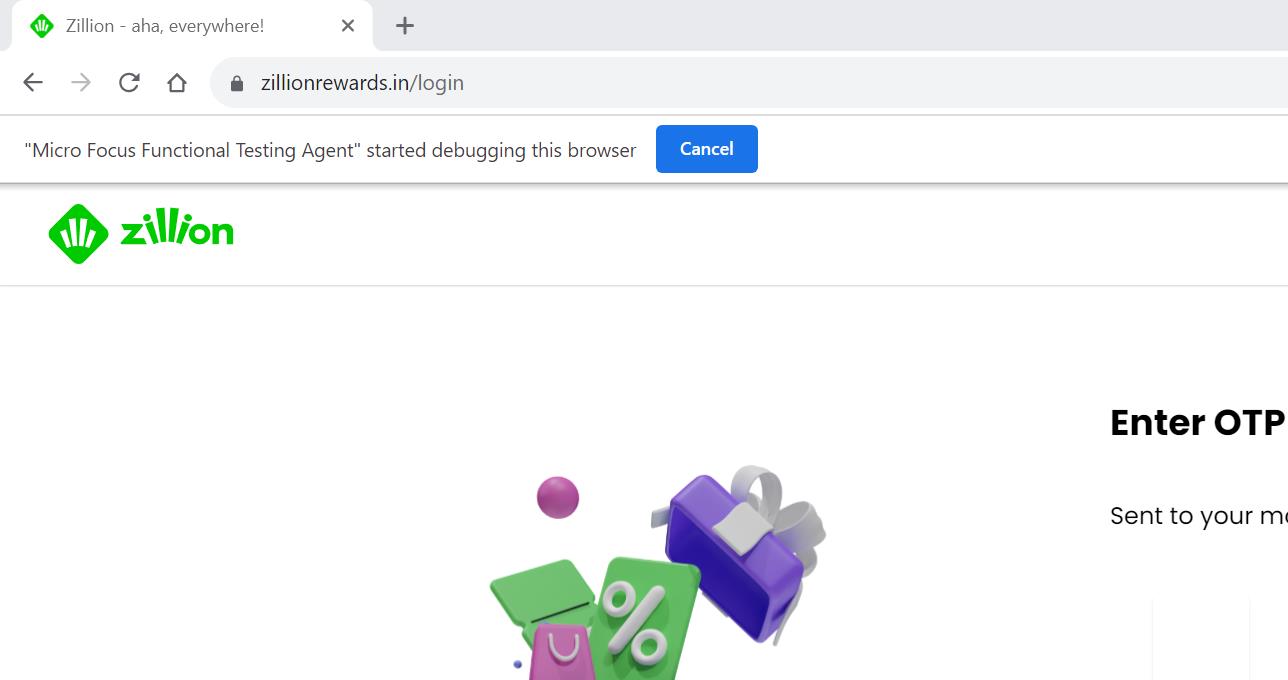 Zillion - aha, everywhere!
zillionrewards.in/login
"Micro Focus Functional Testing Agent" started debugging this browser
Cancel
zillion
Enter OTP
Sent to your
%